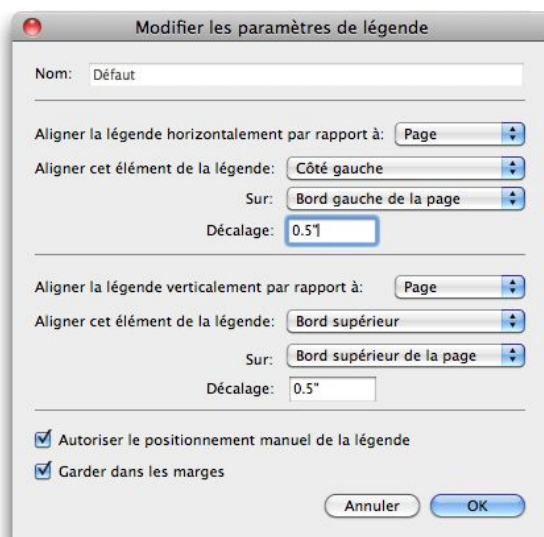 Modifier les paramètres de légende
Nom: Défaut
Aligner la légende horizontalement par rapport à: Page
Aligner cet élément de la légende: Côté gauche
Sur: Bord gauche de la page
Décalage: 0.5"
Aligner la légende verticalement par rapport à: Page
Aligner cet élément de la légende: Bord supérieur
Sur: Bord supérieur de la page
Décalage: 0.5"
Autoriser le positionnement manuel de la légende
Garder dans les marges
Annuler OK